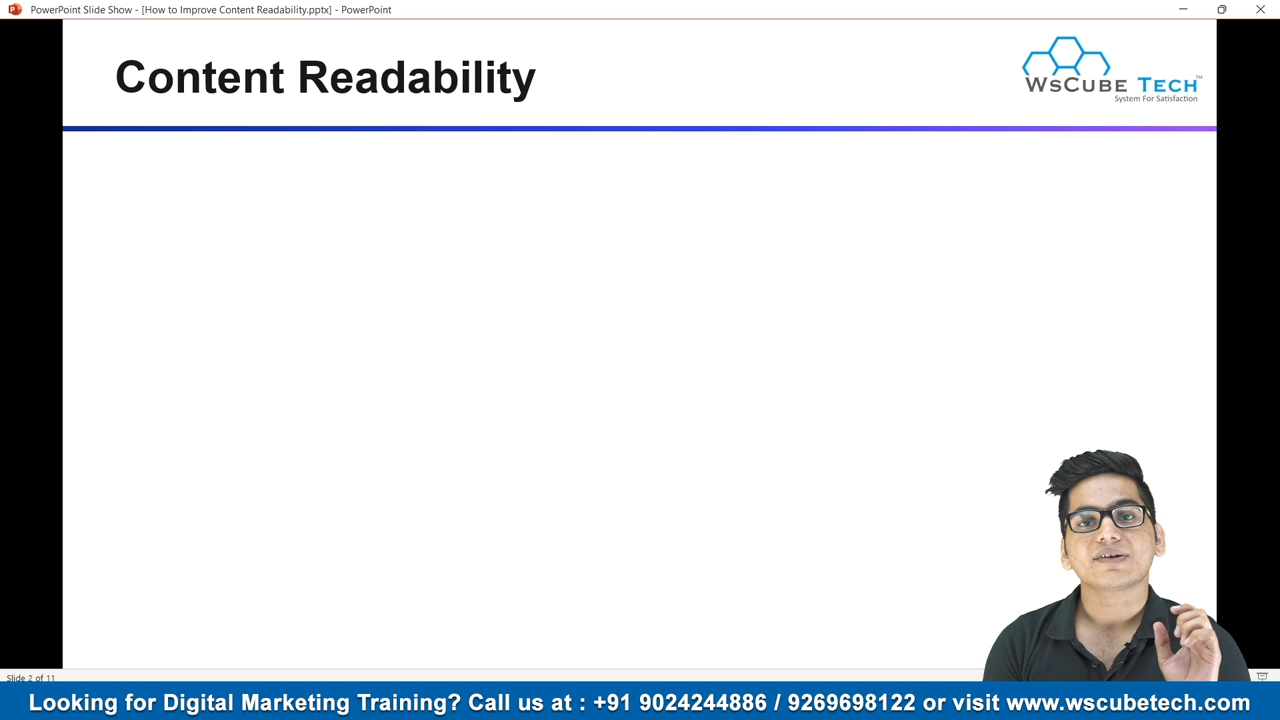 PowerPoint Slide Show - [How to Improve Content Readability.pptx] - PowerPoint
Content Readability
WsCube Tech™
System For Satisfaction
Slide 2 of 11
Looking for Digital Marketing Training? Call us at : +91 9024244886 / 9269698122 or visit www.wscubetech.com